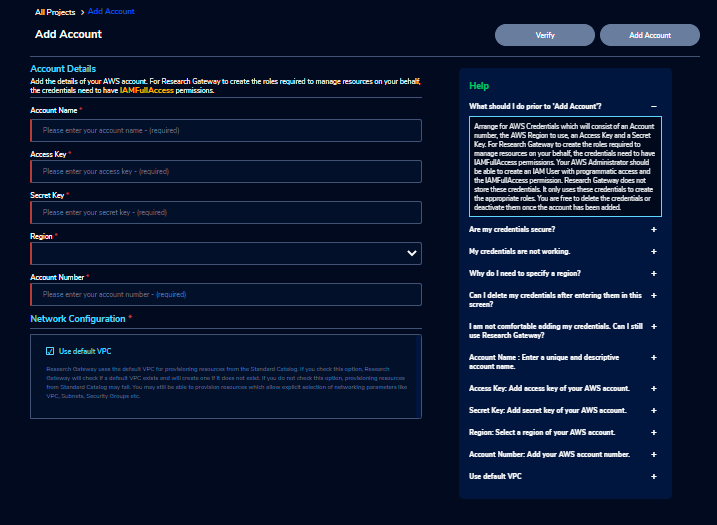 All Projects > Add Account
Add Account
Verify
Add Account
Account Details
Add the details of your AWS account. For Research Gateway to create the roles required to manage resources on your behalf,
the credentials need to have IAMFullAccess permissions.
Account Name *
Please enter your account name - (required)
Access Key *
Please enter your access key - (required)
Secret Key *
Please enter your secret key - (required)
Region *
Account Number *
Please enter your account number - (required)
Network Configuration *
Use default VPC
Research Gateway uses the default VPC for provisioning resources from the Standard Catalog. If you check this option, Research
Gateway will check if a default VPC exists and will create one if it does not exist. If you do not check this option, provisioning resources
from Standard Catalog may fail. You may still be able to provision resources which allow explicit selection of networking parameters like
VPC, Subnets, Security Groups etc.
Help
What should I do prior to 'Add Account'? −
Arrange for AWS Credentials which will consist of an Account
number, the AWS Region to use, an Access Key and a Secret
Key. For Research Gateway to create the roles required to
manage resources on your behalf, the credentials need to have
IAMFullAccess permissions. Your AWS Administrator should
be able to create an IAM User with programmatic access and
the IAMFullAccess permission. Research Gateway does not
store these credentials. It only uses these credentials to create
the appropriate roles. You are free to delete the credentials or
deactivate them once the account has been added.
Are my credentials secure? +
My credentials are not working. +
Why do I need to specify a region? +
Can I delete my credentials after entering them in this +
screen?
I am not comfortable adding my credentials. Can I still +
use Research Gateway?
Account Name : Enter a unique and descriptive +
account name.
Access Key: Add access key of your AWS account. +
Secret Key: Add secret key of your AWS account. +
Region: Select a region of your AWS account. +
Account Number: Add your AWS account number. +
Use default VPC +